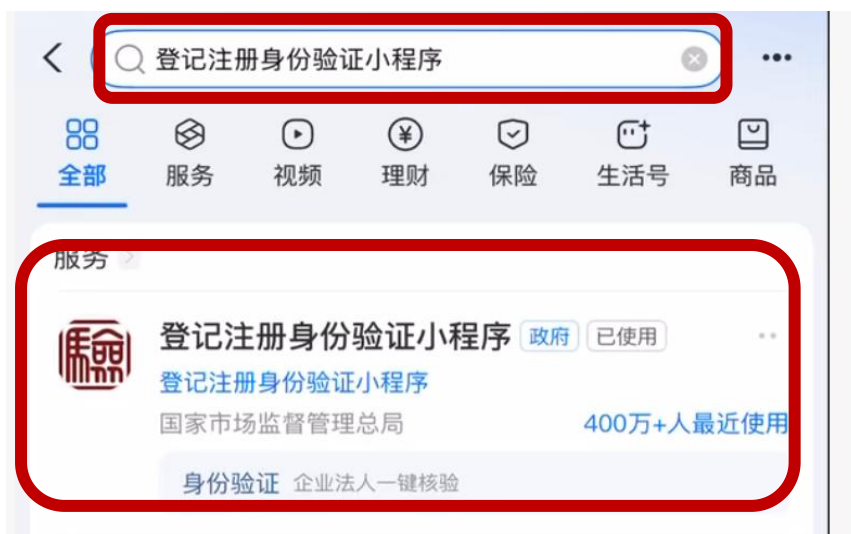 登记注册身份验证小程序
全部 服务 视频 理财 保险 生活号 商品
服务
登记注册身份验证小程序 政府 已使用
登记注册身份验证小程序
国家市场监督管理总局 400万+人最近使用
身份验证 企业法人一键核验